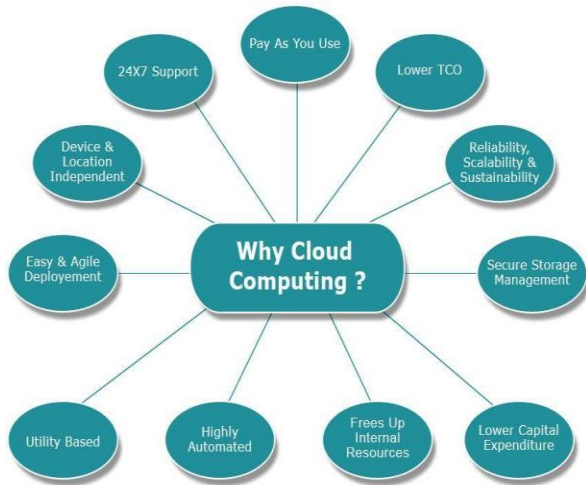 Pay As You Use
24X7 Support
Lower TCO
Device &
Location
Independent
Reliability,
Scalability &
Sustainability
Why Cloud
Computing ?
Easy & Agile
Deployement
Secure Storage
Management
Utility Based
Highly
Automated
Frees Up
Internal
Resources
Lower Capital
Expenditure